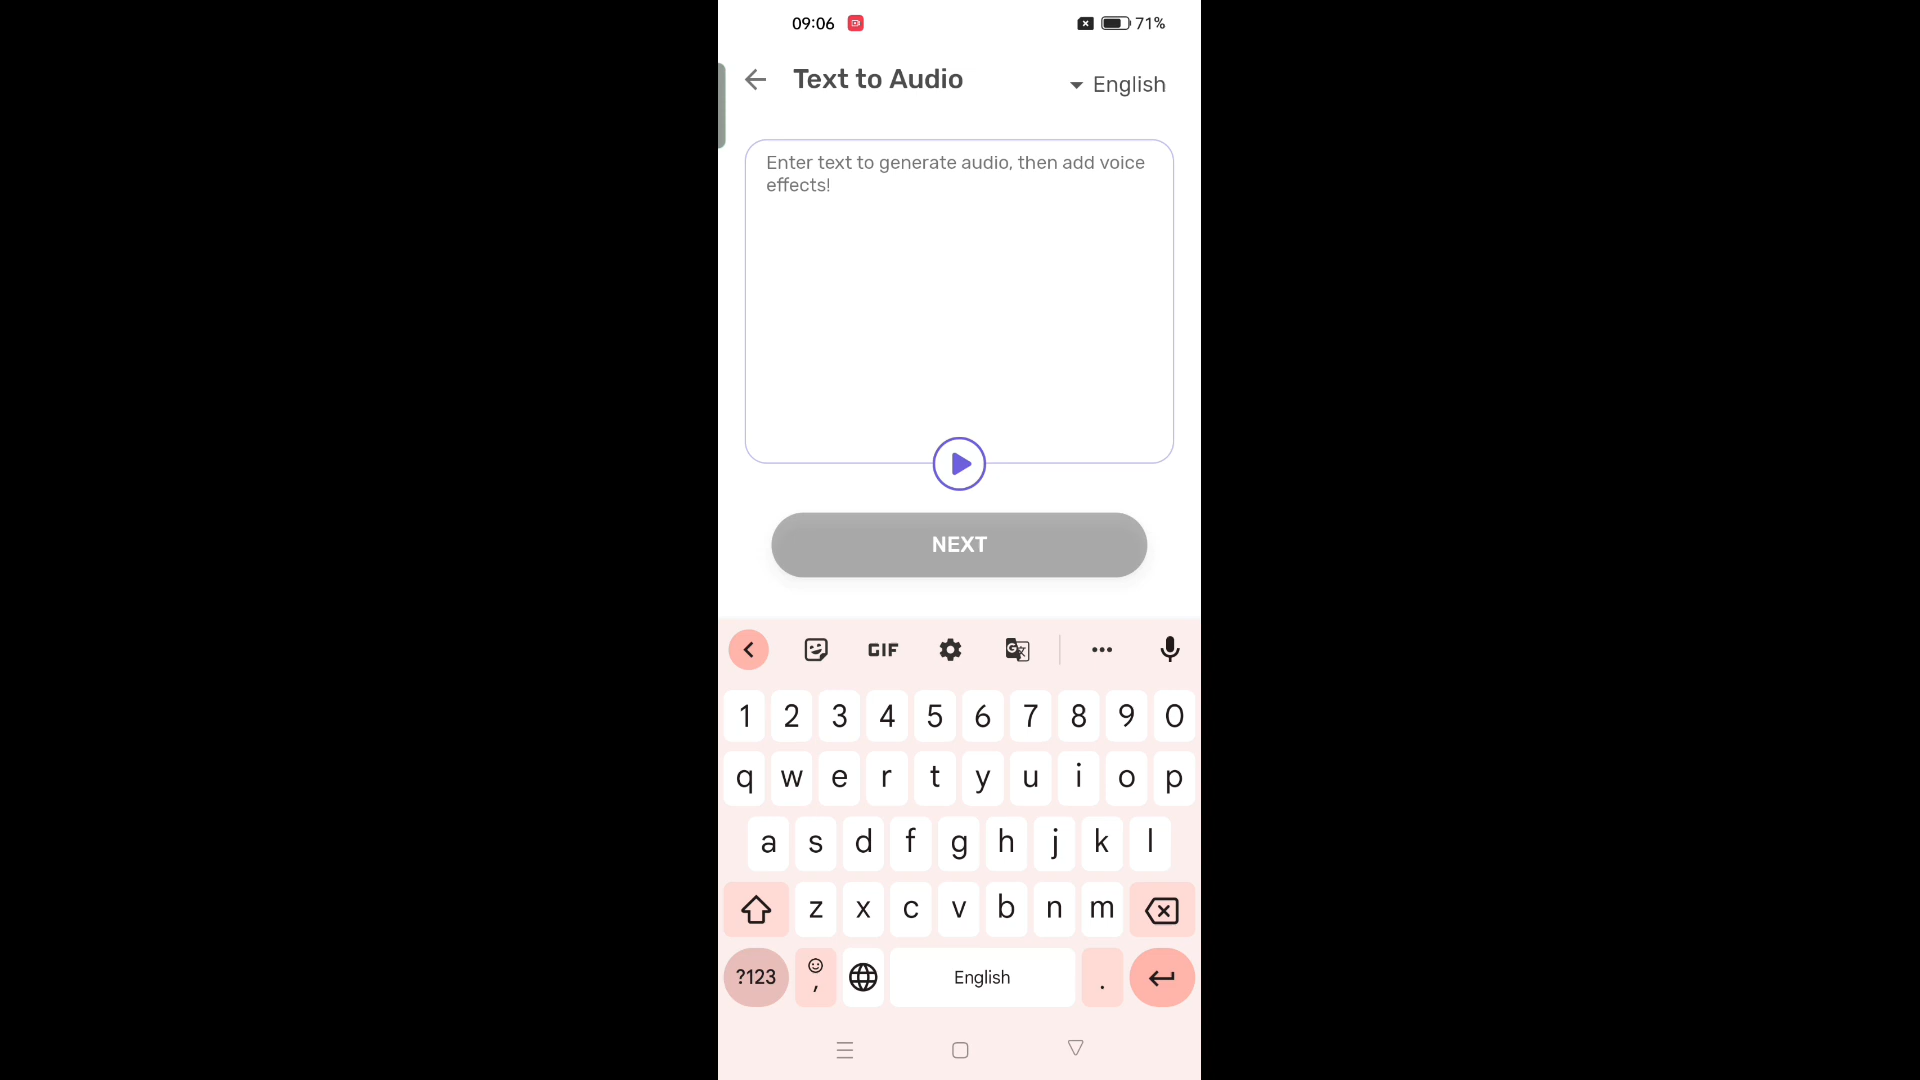 09:06 71%
Text to Audio English
Enter text to generate audio, then add voice
effects!
NEXT
GIF
1 2 3 4 5 6 7 8 9 0
q w e r t y u i o p
a s d f g h j k l
z x c v b n m
?123 , English .